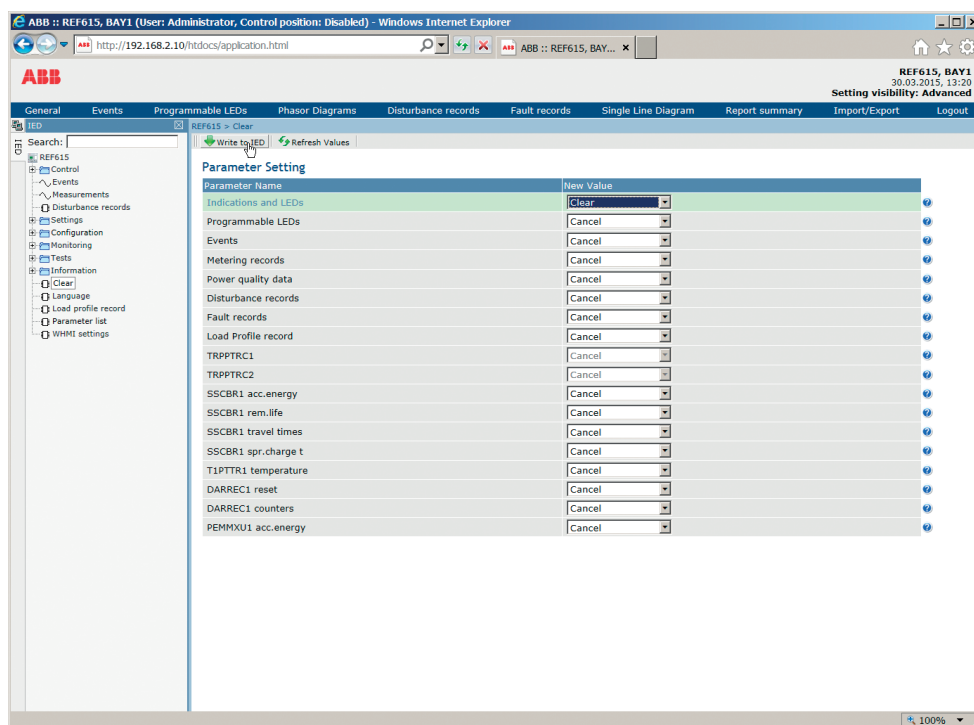 ABB :: REF615, BAY1 (User: Administrator, Control position: Disabled) - Windows Internet Explorer
http://192.168.2.10/htdocs/application.html
ABB :: REF615, BAY... ×
ABB
REF615, BAY1
30.03.2015, 13:20
Setting visibility: Advanced
General Events Programmable LEDs Phasor Diagrams Disturbance records Fault records Single Line Diagram Report summary Import/Export Logout
IED
REF615 > Clear
IED
Search:
Write to IED Refresh Values
REF615
Control
Events
Measurements
Disturbance records
Settings
Configuration
Monitoring
Tests
Information
Clear
Language
Load profile record
Parameter list
WHMI settings
Parameter Setting
Parameter Name New Value
Indications and LEDs Clear
Programmable LEDs Cancel
Events Cancel
Metering records Cancel
Power quality data Cancel
Disturbance records Cancel
Fault records Cancel
Load Profile record Cancel
TRPPTRC1 Cancel
TRPPTRC2 Cancel
SSCBR1 acc.energy Cancel
SSCBR1 rem.life Cancel
SSCBR1 travel times Cancel
SSCBR1 spr.charge t Cancel
T1PTTR1 temperature Cancel
DARREC1 reset Cancel
DARREC1 counters Cancel
PEMMXU1 acc.energy Cancel
100%